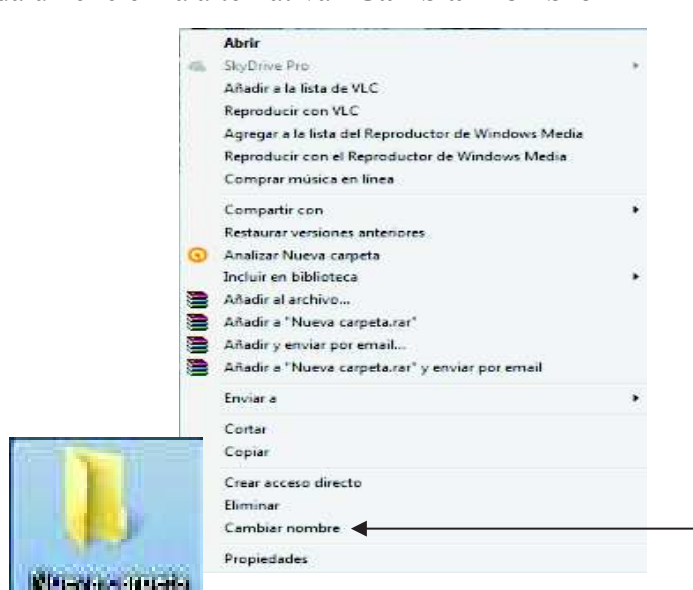 Abrir
SkyDrive Pro
Añadir a la lista de VLC
Reproducir con VLC
Agregar a la lista del Reproductor de Windows Media
Reproducir con el Reproductor de Windows Media
Comprar música en línea
Compartir con
Restaurar versiones anteriores
Analizar Nueva carpeta
Incluir en biblioteca
Añadir al archivo...
Añadir a "Nueva carpeta.rar"
Añadir y enviar por email...
Añadir a "Nueva carpeta.rar" y enviar por email
Enviar a
Cortar
Copiar
Crear acceso directo
Eliminar
Cambiar nombre
Propiedades
Nueva carpeta